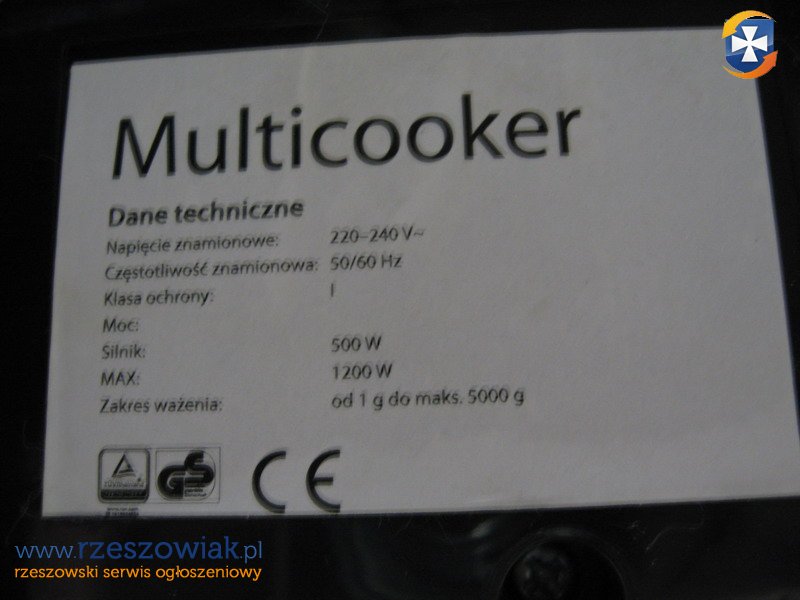 Multicooker
Dane techniczne
Napięcie znamionowe: 220–240 V~
Częstotliwość znamionowa: 50/60 Hz
Klasa ochrony: I
Moc:
Silnik: 500 W
MAX: 1200 W
Zakres ważenia: od 1 g do maks. 5000 g
GS
CE
www.rzeszowiak.pl
rzeszowski serwis ogłoszeniowy